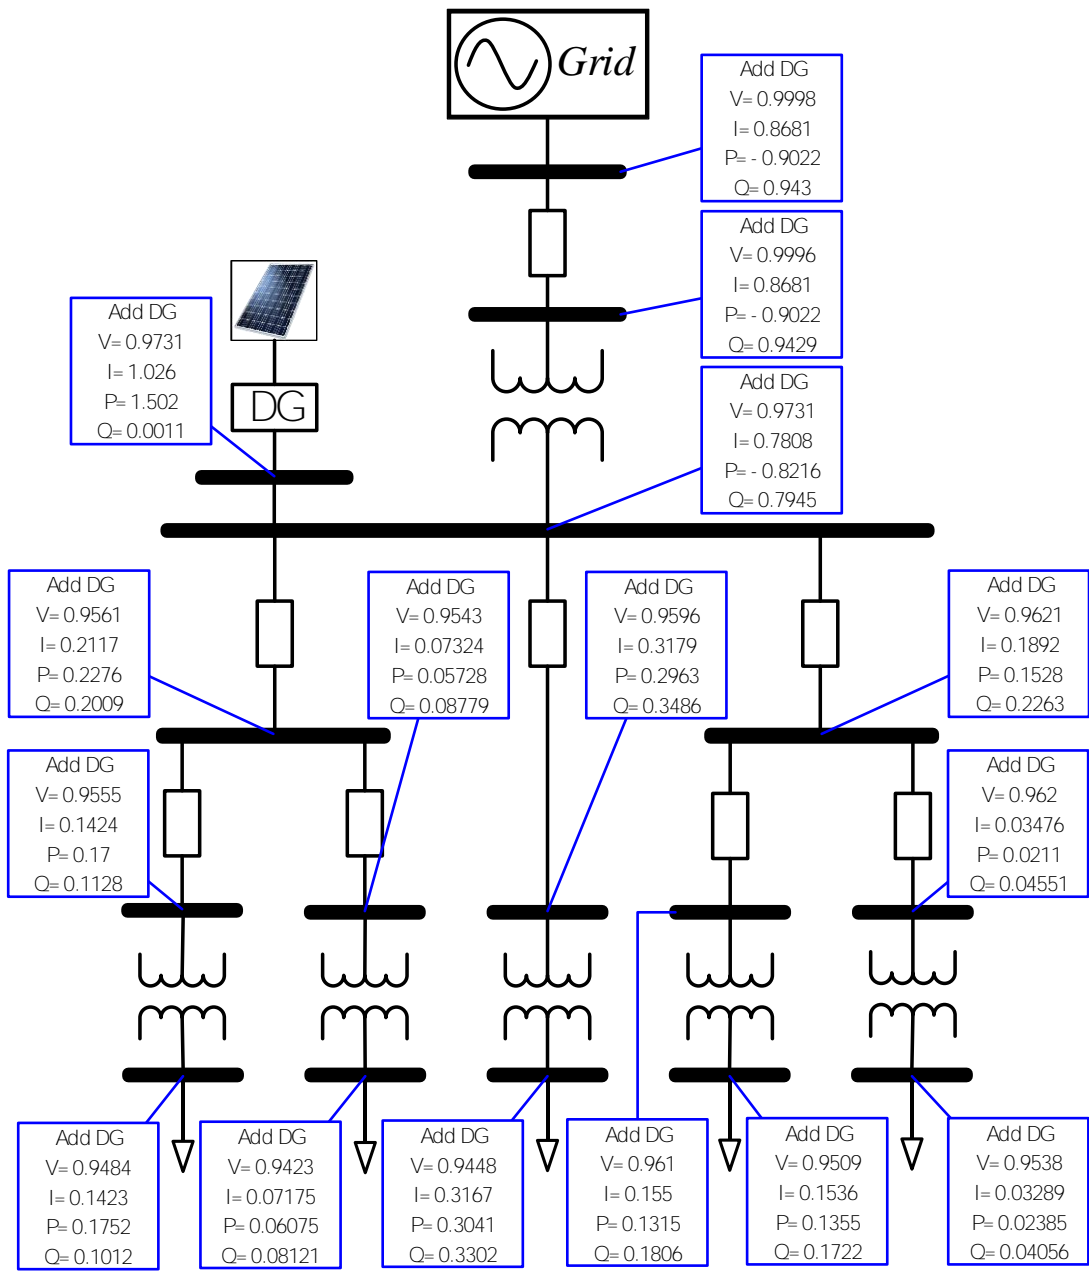 Grid
Add DG
V= 0.9998
I= 0.8681
P= - 0.9022
Q= 0.943
Add DG
V= 0.9996
I= 0.8681
P= - 0.9022
Q= 0.9429
Add DG
V= 0.9731
I= 1.026
P= 1.502
Q= 0.0011
DG
Add DG
V= 0.9731
I= 0.7808
P= - 0.8216
Q= 0.7945
Add DG
V= 0.9561
I= 0.2117
P= 0.2276
Q= 0.2009
Add DG
V= 0.9543
I= 0.07324
P= 0.05728
Q= 0.08779
Add DG
V= 0.9596
I= 0.3179
P= 0.2963
Q= 0.3486
Add DG
V= 0.9621
I= 0.1892
P= 0.1528
Q= 0.2263
Add DG
V= 0.9555
I= 0.1424
P= 0.17
Q= 0.1128
Add DG
V= 0.962
I= 0.03476
P= 0.0211
Q= 0.04551
Add DG
V= 0.9484
I= 0.1423
P= 0.1752
Q= 0.1012
Add DG
V= 0.9423
I= 0.07175
P= 0.06075
Q= 0.08121
Add DG
V= 0.9448
I= 0.3167
P= 0.3041
Q= 0.3302
Add DG
V= 0.961
I= 0.155
P= 0.1315
Q= 0.1806
Add DG
V= 0.9509
I= 0.1536
P= 0.1355
Q= 0.1722
Add DG
V= 0.9538
I= 0.03289
P= 0.02385
Q= 0.04056